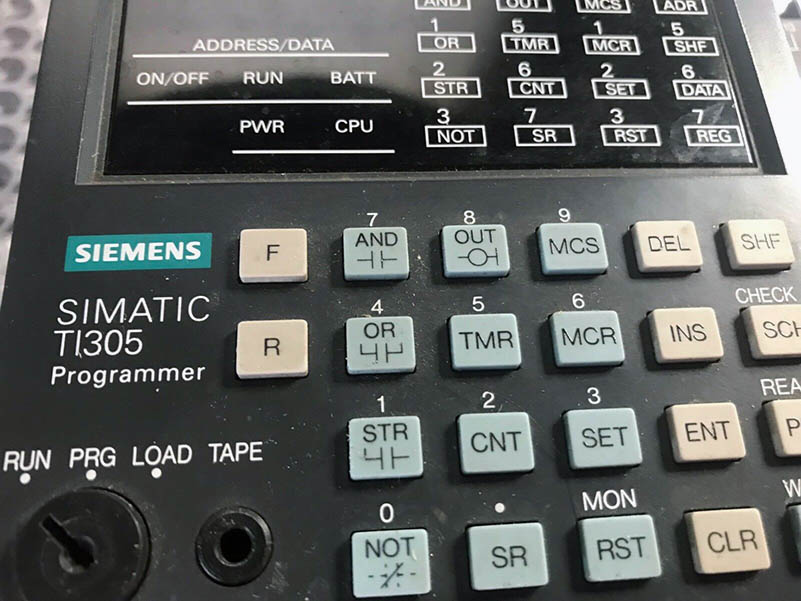 AND OUT MCS ADR
1 5 1 5
ADDRESS/DATA OR TMR MCR SHF
2 6 2 6
ON/OFF RUN BATT STR CNT SET DATA
3 7 3 7
PWR CPU NOT SR RST REG
7 8 9
SIEMENS F AND OUT MCS DEL SHF
SIMATIC
TI305
Programmer
4 5 6 CHECK
R OR TMR MCR INS SCH
1 2 3
STR CNT SET ENT
RUN PRG LOAD TAPE
0 . MON
NOT SR RST CLR